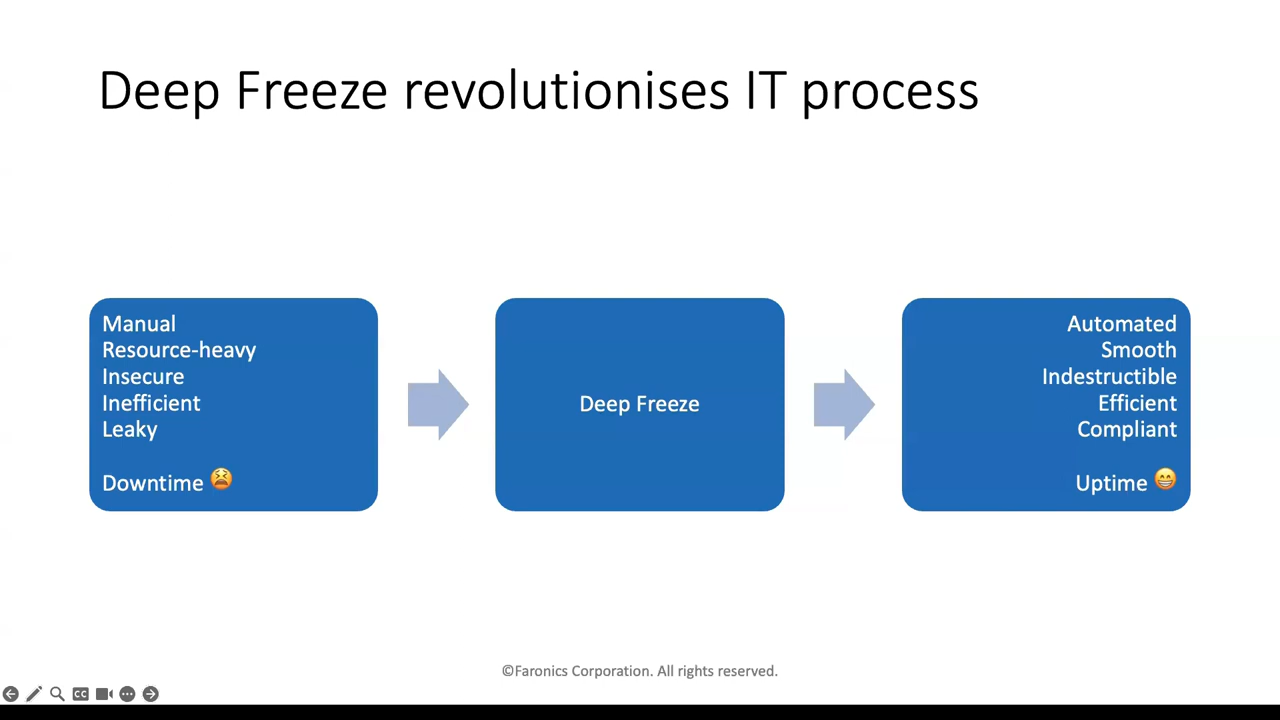 Deep Freeze revolutionises IT process
Manual
Resource-heavy
Insecure
Inefficient
Leaky
Downtime 😫
Deep Freeze
Automated
Smooth
Indestructible
Efficient
Compliant
Uptime 😁
©Faronics Corporation. All rights reserved.
CC